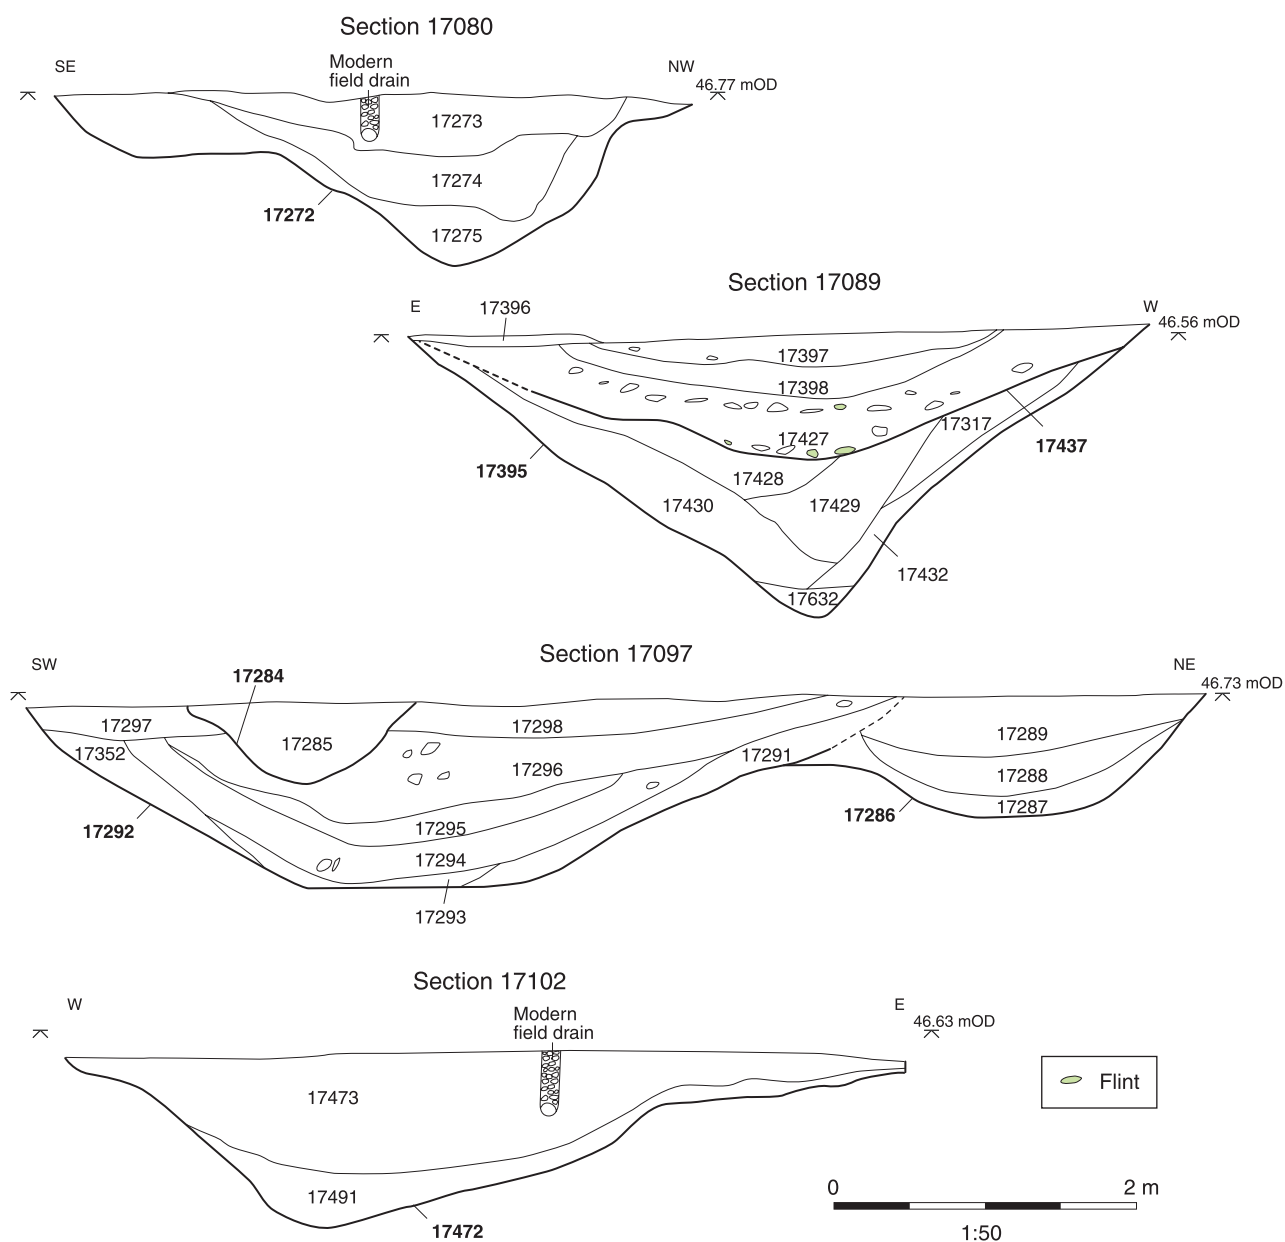 Section 17080
SE
Modern
field drain
NW
46.77 mOD
17273
17274
17272
17275
Section 17089
E
17396
W
46.56 mOD
17397
17398
17427
17317
17437
17395
17428
17430
17429
17432
17632
Section 17097
SW
17284
NE
46.73 mOD
17297
17298
17285
17352
17291
17289
17296
17288
17287
17286
17292
17295
17294
17293
Section 17102
W
Modern
field drain
E
46.63 mOD
17473
Flint
17491
17472
0
2 m
1:50